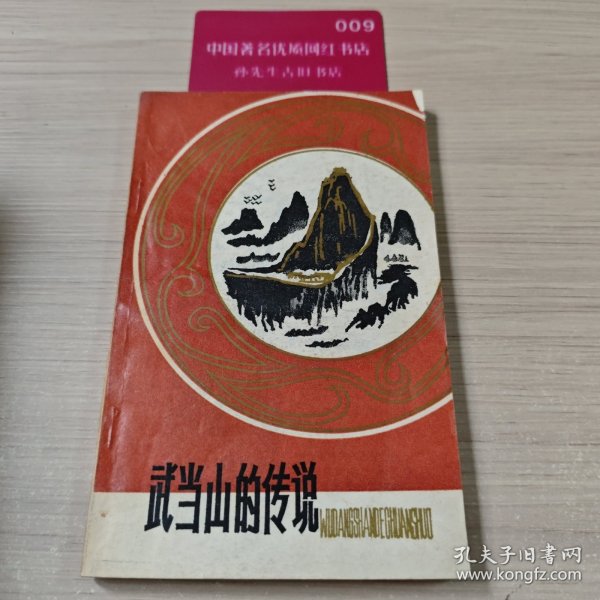 009
中国著名优质网红书店
孙先生古旧书店
武当山的传说
WUDANGSHANDECHUANSHUO
孔夫子旧书网
www.kongfz.com